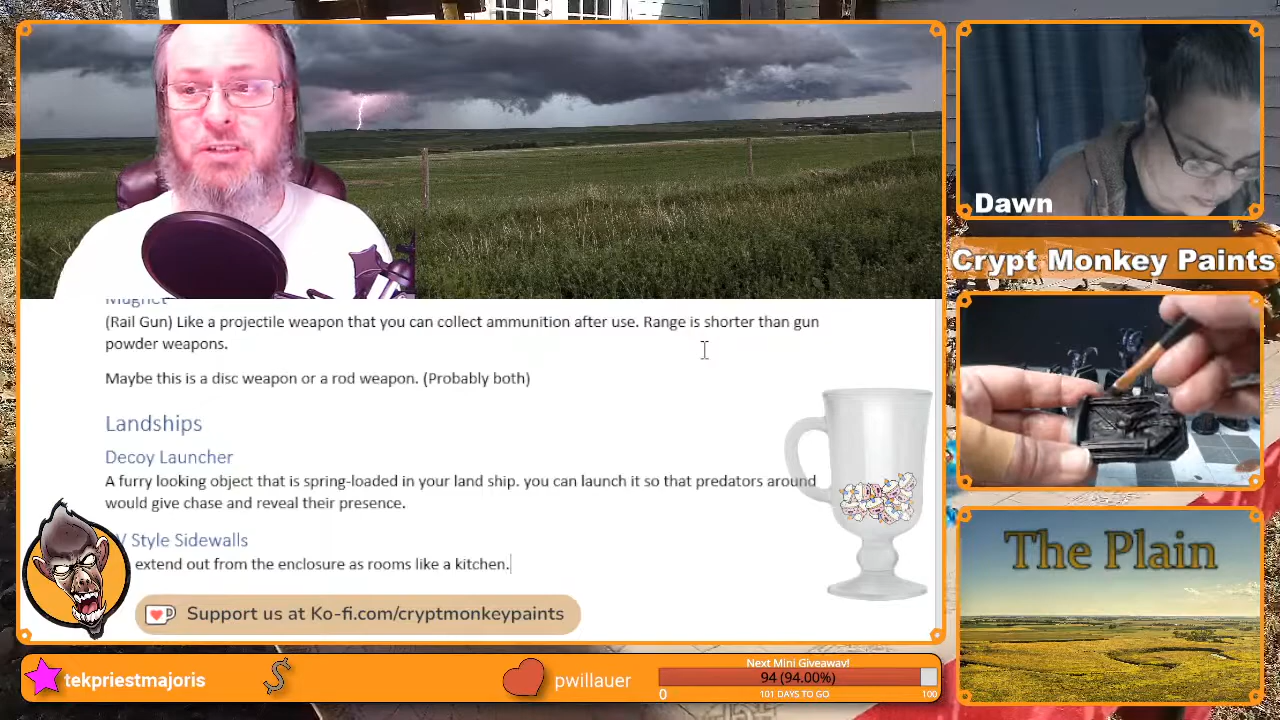 Magnet
(Rail Gun) Like a projectile weapon that you can collect ammunition after use. Range is shorter than gun
powder weapons.
Maybe this is a disc weapon or a rod weapon. (Probably both)
Landships
Decoy Launcher
A furry looking object that is spring-loaded in your land ship. you can launch it so that predators around
would give chase and reveal their presence.
Style Sidewalls
extend out from the enclosure as rooms like a kitchen.
Support us at Ko-fi.com/cryptmonkeypaints
Dawn
Crypt Monkey Paints
The Plain
tekpriestmajoris
pwillauer
Next Mini Giveaway!
94 (94.00%)
0
101 DAYS TO GO
100